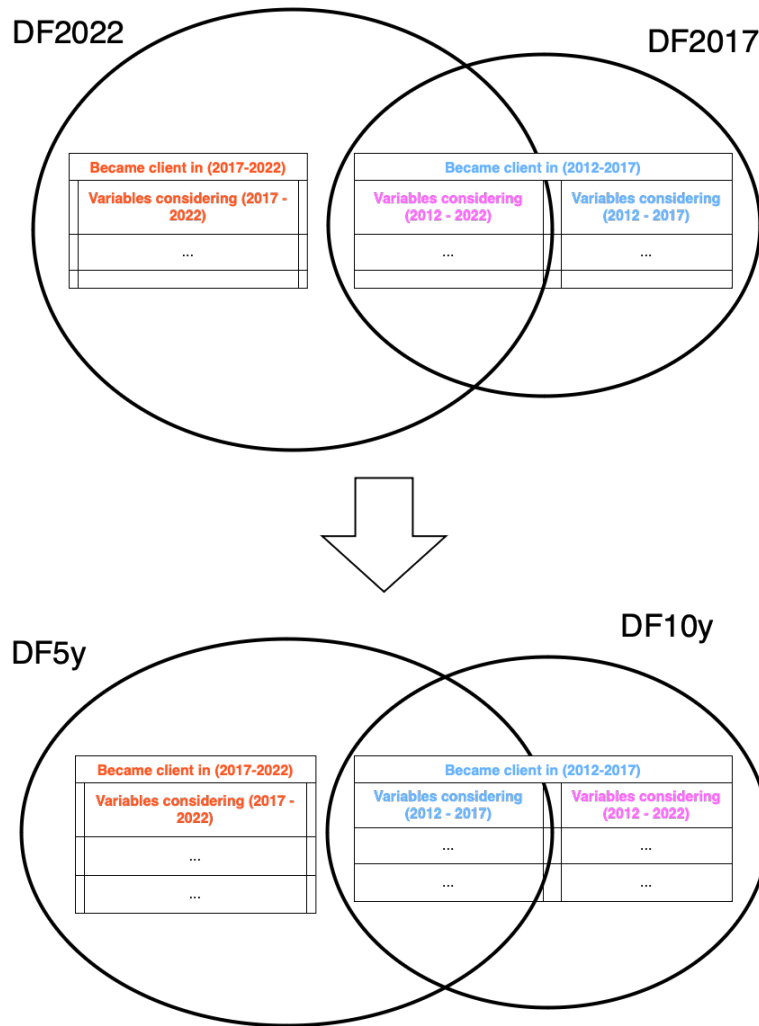 DF2022
DF2017
Became client in (2017-2022)
Variables considering (2017 -
2022)
...
Became client in (2012-2017)
Variables considering
(2012 - 2022)
Variables considering
(2012 - 2017)
...
...
DF5y
DF10y
Became client in (2017-2022)
Variables considering (2017 -
2022)
...
...
Became client in (2012-2017)
Variables considering
(2012 - 2017)
Variables considering
(2012 - 2022)
...
...
...
...